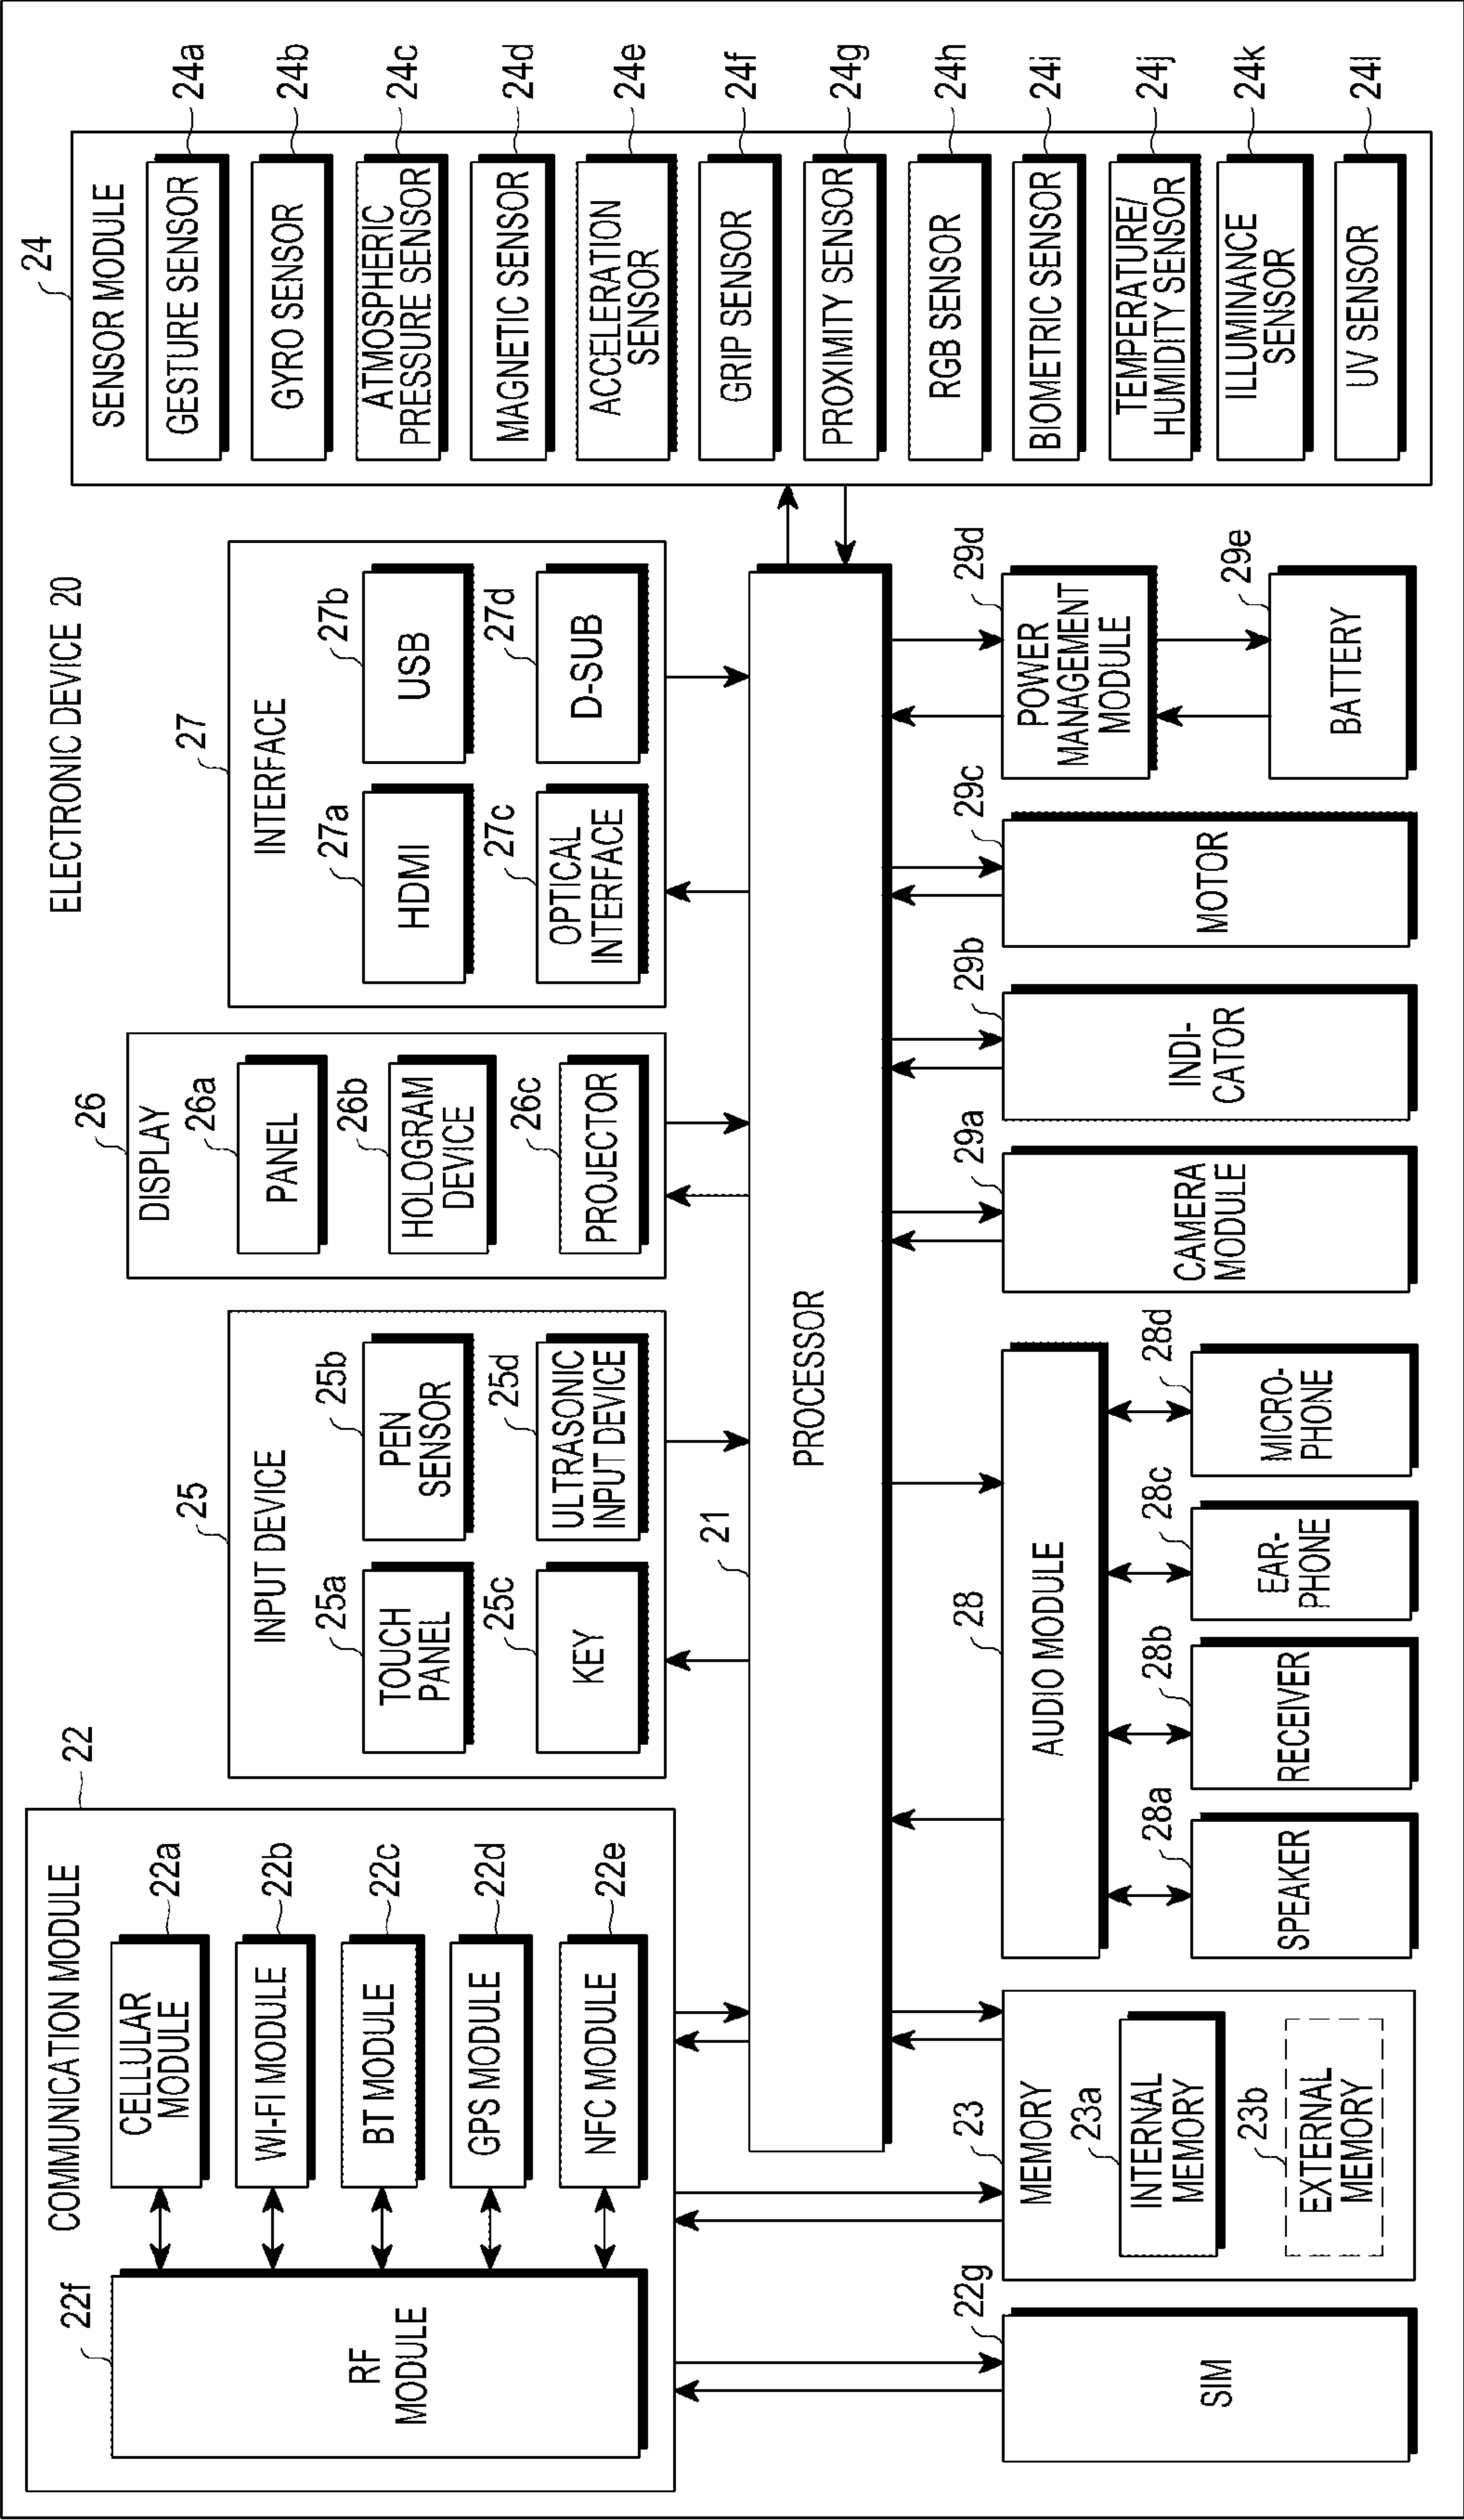 ELECTRONIC DEVICE 20
22
COMMUNICATION MODULE
22f
RF
MODULE
CELLULAR
MODULE
22a
WI-FI MODULE
22b
BT MODULE
22c
GPS MODULE
22d
NFC MODULE
22e
25
INPUT DEVICE
25a
TOUCH
PANEL
25b
PEN
SENSOR
25c
KEY
25d
ULTRASONIC
INPUT DEVICE
26
DISPLAY
26a
PANEL
26b
HOLOGRAM
DEVICE
26c
PROJECTOR
27
INTERFACE
27a
HDMI
27b
USB
27c
OPTICAL
INTERFACE
27d
D-SUB
24
SENSOR MODULE
GESTURE SENSOR
24a
GYRO SENSOR
24b
ATMOSPHERIC
PRESSURE SENSOR
24c
MAGNETIC SENSOR
24d
ACCELERATION
SENSOR
24e
GRIP SENSOR
24f
PROXIMITY SENSOR
24g
RGB SENSOR
24h
BIOMETRIC SENSOR
24i
TEMPERATURE/
HUMIDITY SENSOR
24j
ILLUMINANCE
SENSOR
24k
UV SENSOR
24l
21
PROCESSOR
22g
SIM
23
MEMORY
23a
INTERNAL
MEMORY
23b
EXTERNAL
MEMORY
28
AUDIO MODULE
28a
SPEAKER
28b
RECEIVER
28c
EAR-
PHONE
28d
MICRO-
PHONE
29a
CAMERA
MODULE
29b
INDI-
CATOR
29c
MOTOR
29d
POWER
MANAGEMENT
MODULE
29e
BATTERY